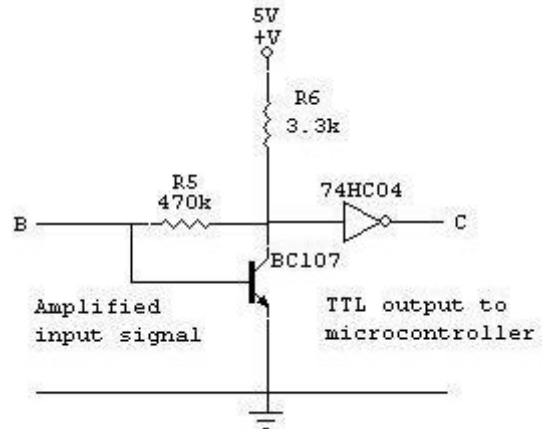 5V
+V
R6
3.3k
R5
470k
74HC04
B
C
BC107
Amplified
input signal
TTL output to
microcontroller